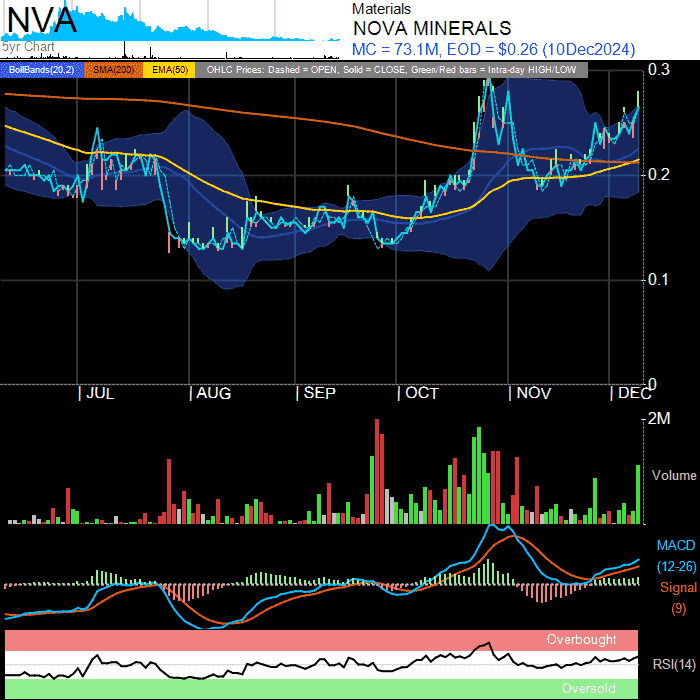 NVA
5yr Chart
Materials
NOVA MINERALS
MC = 73.1M, EOD = $0.26 (10Dec2024)
BollBands(20,2) SMA(200) EMA(50) OHLC Prices: Dashed = OPEN, Solid = CLOSE, Green/Red bars = Intra-day HIGH/LOW
0.3
0.2
0.1
0
| JUL | AUG | SEP | OCT | NOV | DEC
2M
Volume
MACD
(12-26)
Signal
(9)
Overbought
RSI(14)
Oversold